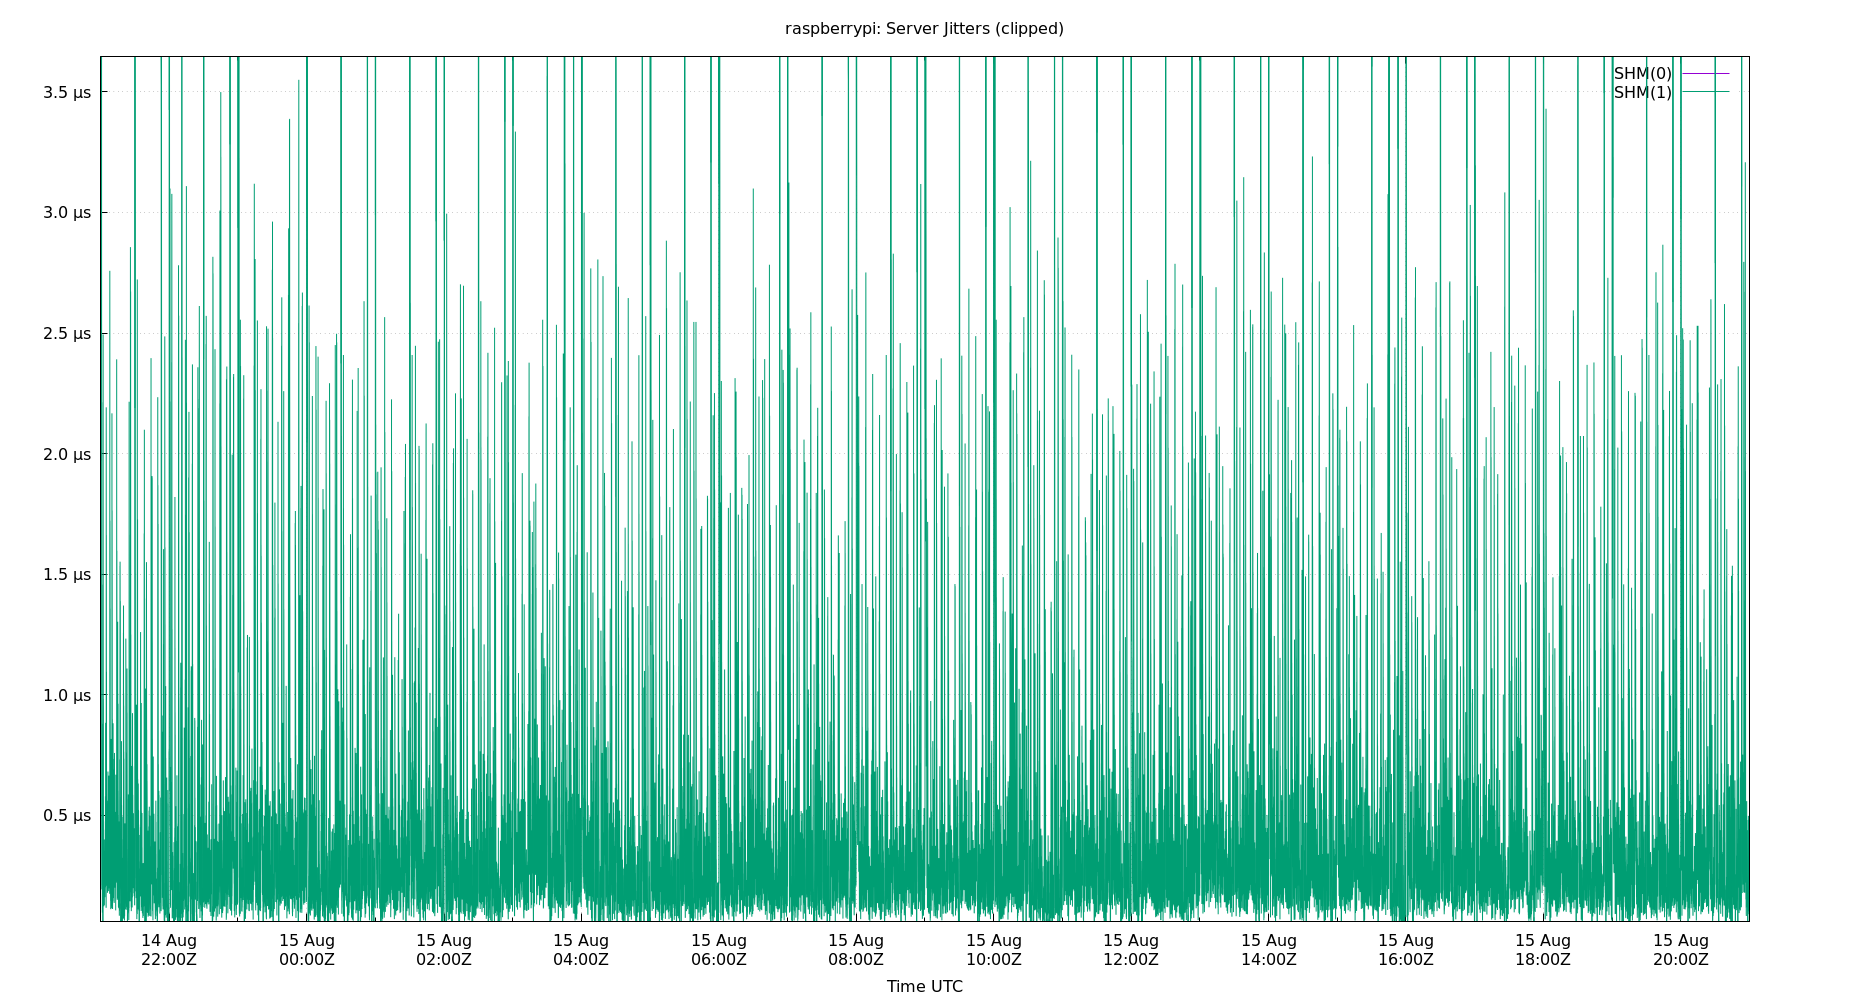 raspberrypi: Server Jitters (clipped)
SHM(0)
SHM(1)
3.5 µs
3.0 µs
2.5 µs
2.0 µs
1.5 µs
1.0 µs
0.5 µs
14 Aug 15 Aug 15 Aug 15 Aug 15 Aug 15 Aug 15 Aug 15 Aug 15 Aug 15 Aug 15 Aug 15 Aug
22:00Z 00:00Z 02:00Z 04:00Z 06:00Z 08:00Z 10:00Z 12:00Z 14:00Z 16:00Z 18:00Z 20:00Z
Time UTC